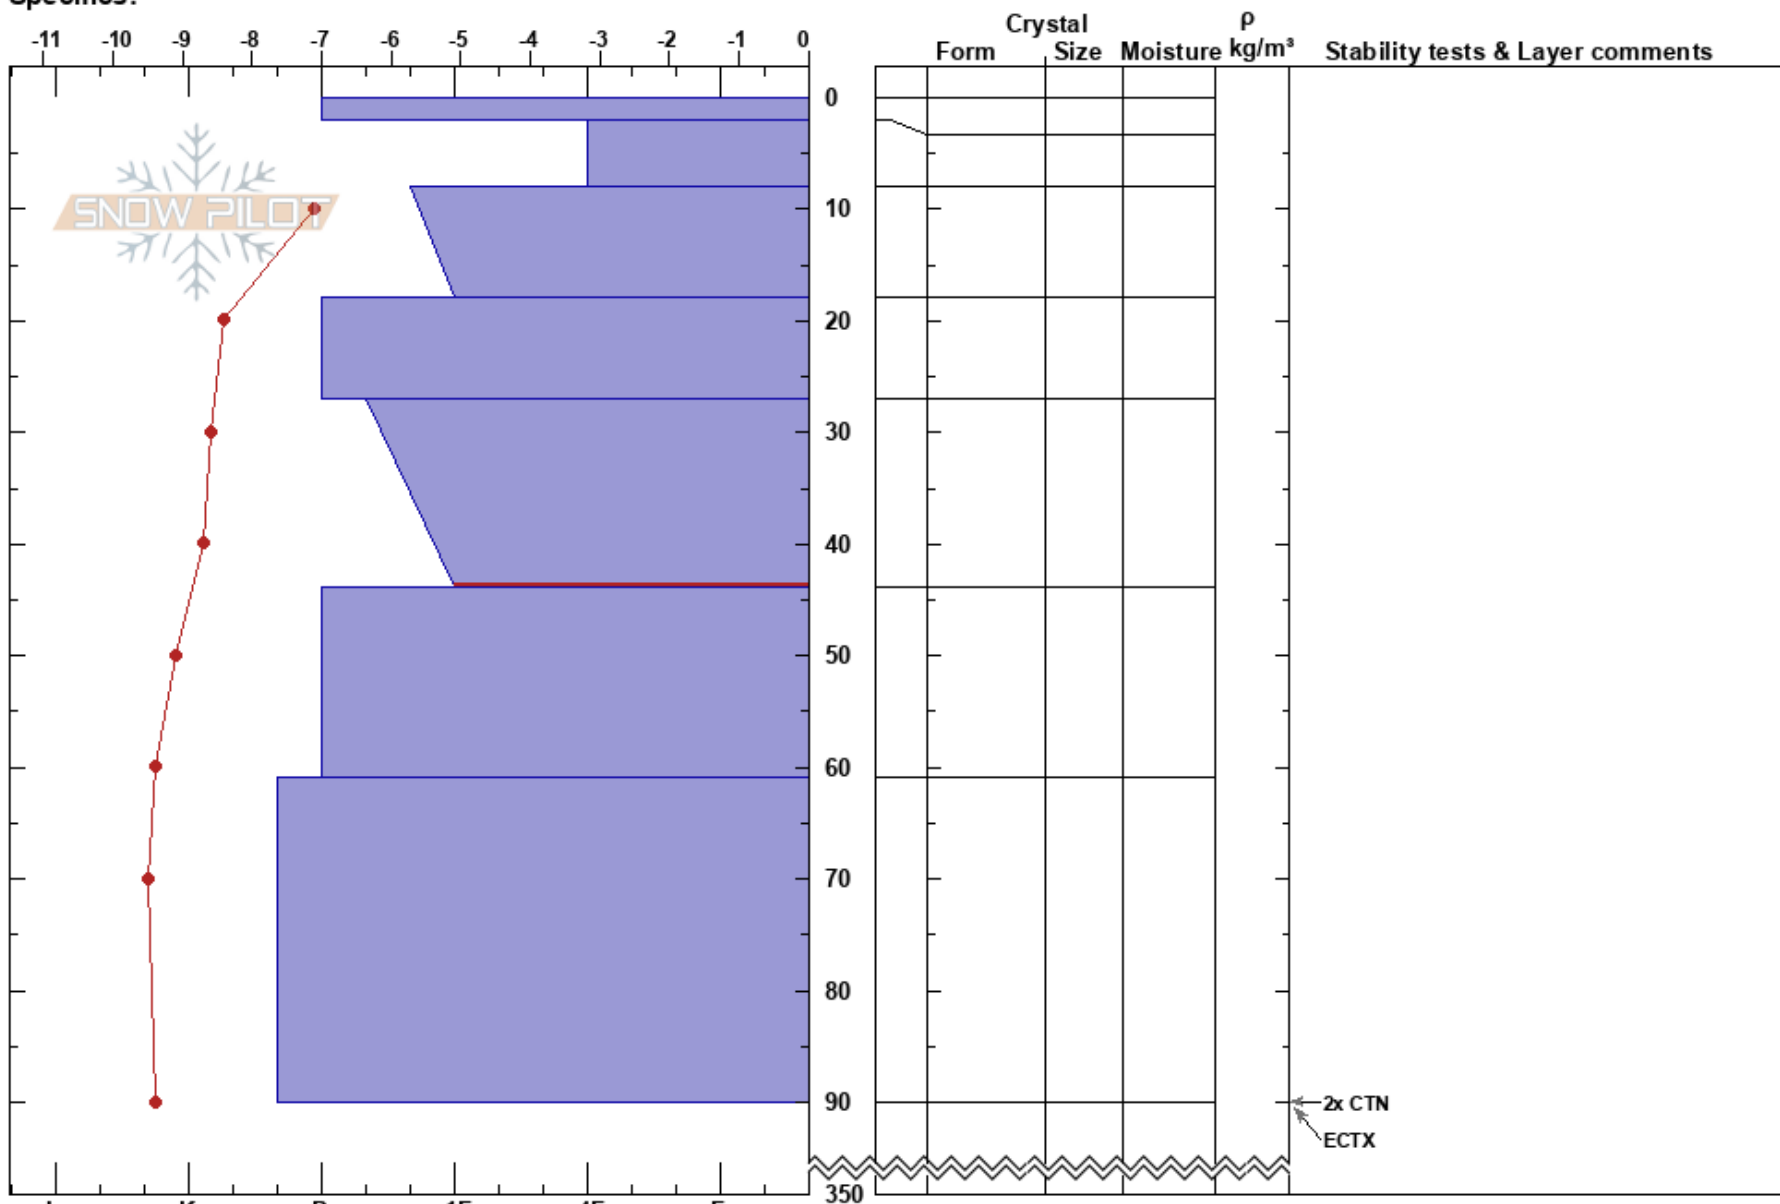 Crystal ρ
-11 -10 -9 -8 -7 -6 -5 -4 -3 -2 -1 0
Form Size Moisture kg/m³ Stability tests & Layer comments
0
SNOW PILOT
10
20
30
40
50
60
70
80
90
2x CTN
ECTX
350